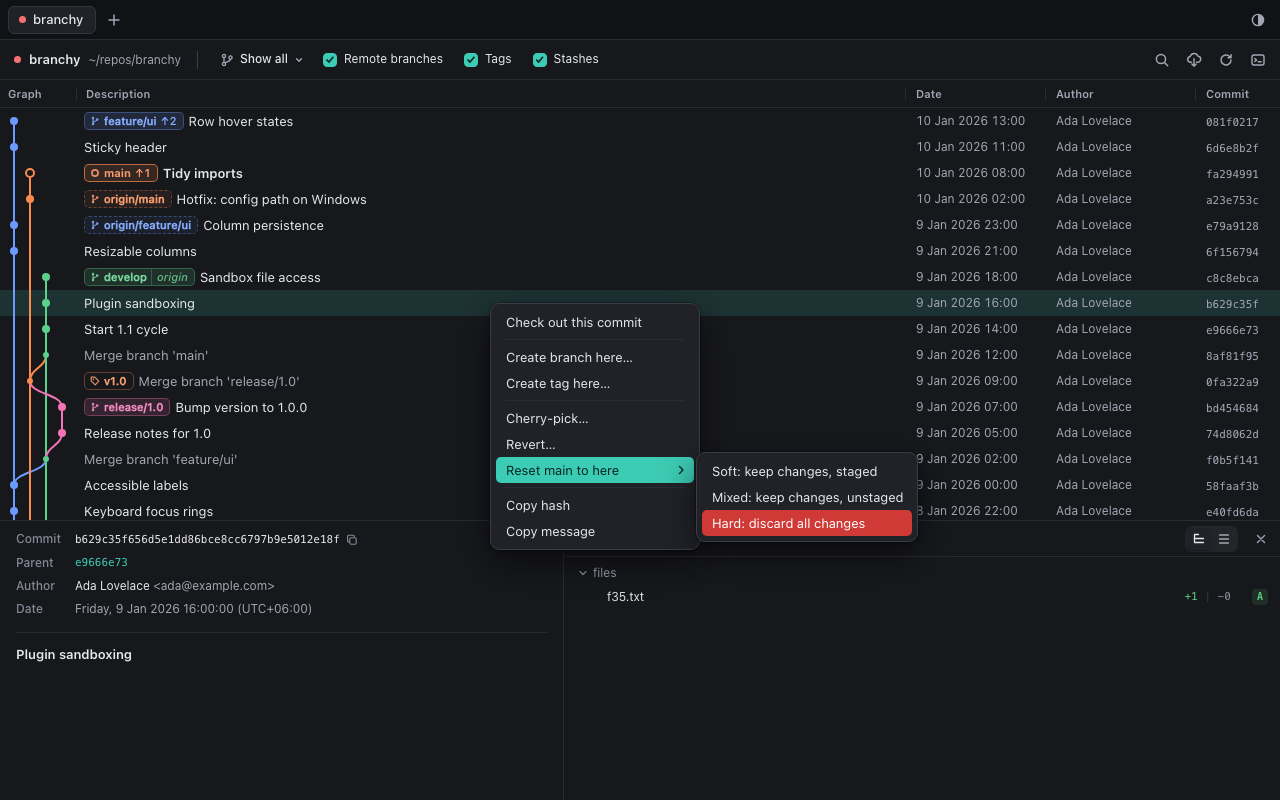 branchy
branchy ~/repos/branchy Show all Remote branches Tags Stashes
Graph Description Date Author Commit
feature/ui ↑2 Row hover states 10 Jan 2026 13:00 Ada Lovelace 081f0217
Sticky header 10 Jan 2026 11:00 Ada Lovelace 6d6e8b2f
main ↑1 Tidy imports 10 Jan 2026 08:00 Ada Lovelace fa294991
origin/main Hotfix: config path on Windows 10 Jan 2026 02:00 Ada Lovelace a23e753c
origin/feature/ui Column persistence 9 Jan 2026 23:00 Ada Lovelace e79a9128
Resizable columns 9 Jan 2026 21:00 Ada Lovelace 6f156794
develop origin Sandbox file access 9 Jan 2026 18:00 Ada Lovelace c8c8ebca
Plugin sandboxing 9 Jan 2026 16:00 Ada Lovelace b629c35f
Start 1.1 cycle 9 Jan 2026 14:00 Ada Lovelace e9666e73
Merge branch 'main' 9 Jan 2026 12:00 Ada Lovelace 8af81f95
v1.0 Merge branch 'release/1.0' 9 Jan 2026 09:00 Ada Lovelace 0fa322a9
release/1.0 Bump version to 1.0.0 9 Jan 2026 07:00 Ada Lovelace bd454684
Release notes for 1.0 9 Jan 2026 05:00 Ada Lovelace 74d8062d
Merge branch 'feature/ui' 9 Jan 2026 02:00 Ada Lovelace f0b5f141
Accessible labels 9 Jan 2026 00:00 Ada Lovelace 58faaf3b
Keyboard focus rings 8 Jan 2026 22:00 Ada Lovelace e40fd6da
Check out this commit
Create branch here...
Create tag here...
Cherry-pick...
Revert...
Reset main to here
Copy hash
Copy message
Soft: keep changes, staged
Mixed: keep changes, unstaged
Hard: discard all changes
Commit b629c35f656d5e1dd86bce8cc6797b9e5012e18f
Parent e9666e73
Author Ada Lovelace <ada@example.com>
Date Friday, 9 Jan 2026 16:00:00 (UTC+06:00)
Plugin sandboxing
files
f35.txt +1 | −0 A